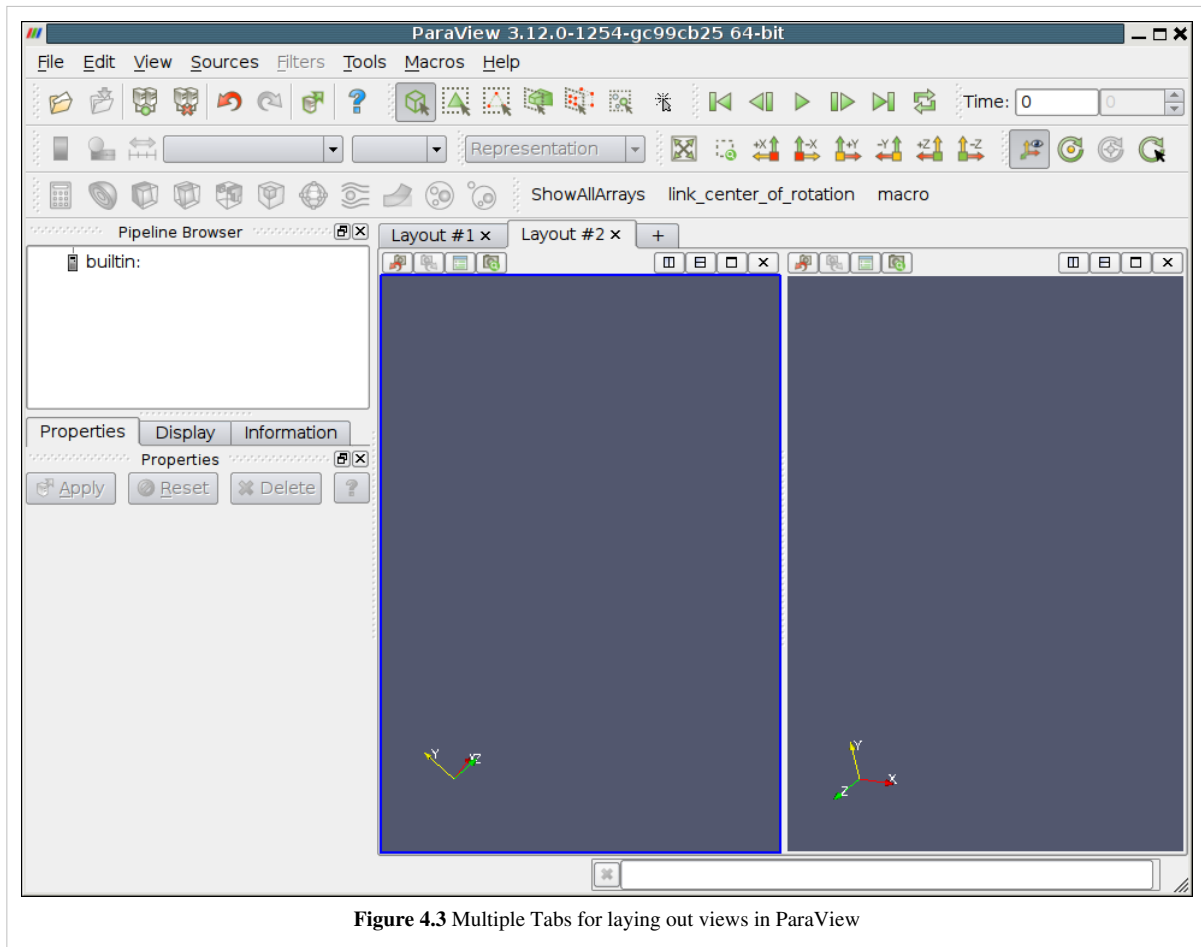 ParaView 3.12.0-1254-gc99cb25 64-bit
File Edit View Sources Filters Tools Macros Help
Time: 0 0
Representation +X -X +Y -Y +Z -Z
ShowAllArrays link_center_of_rotation macro
Pipeline Browser
Layout #1 Layout #2 +
builtin:
Properties Display Information
Properties
Apply Reset Delete ?
Y X Z
Y X Z
Figure 4.3 Multiple Tabs for laying out views in ParaView